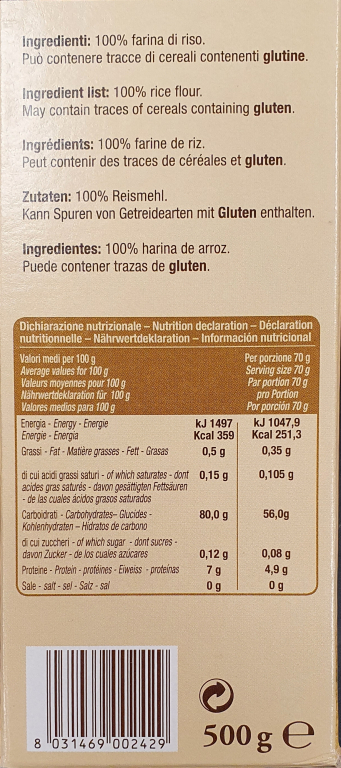 Ingredienti: 100% farina di riso.
Può contenere tracce di cereali contenenti glutine.
Ingredient list: 100% rice flour.
May contain traces of cereals containing gluten.
Ingrédients: 100% farine de riz.
Peut contenir des traces de céréales et gluten.
Zutaten: 100% Reismehl.
Kann Spuren von Getreidearten mit Gluten enthalten.
Ingredientes: 100% harina de arroz.
Puede contener trazas de gluten.
Dichiarazione nutrizionale – Nutrition declaration – Déclaration
nutritionnelle – Nährwertdeklaration – Información nutricional
Valori medi per 100 g Per porzione 70 g
Average values for 100 g Serving size 70 g
Valeurs moyennes pour 100 g Par portion 70 g
Nährwertdeklaration für 100 g pro Portion
Valores medios para 100 g Por porción 70 g
Energia - Energy - Energie kJ 1497 kJ 1047,9
Energie - Energia Kcal 359 Kcal 251,3
Grassi - Fat - Matière grasses - Fett - Grasas 0,5 g 0,35 g
di cui acidi grassi saturi - of which saturates - dont 0,15 g 0,105 g
acides gras saturés - davon gesättigten Fettsäuren
- de las cuales ácidos grasos saturados
Carboidrati - Carbohydrates– Glucides - 80,0 g 56,0g
Kohlenhydraten – Hidratos de carbono
di cui zuccheri - of which sugar - dont sucres -
davon Zucker - de los cuales azúcares 0,12 g 0,08 g
Proteine - Protein - protéines - Eiweiss - proteínas 7 g 4,9 g
Sale - salt - sel - Salz - sal 0 g 0 g
8 031469 002429
500 g ℮